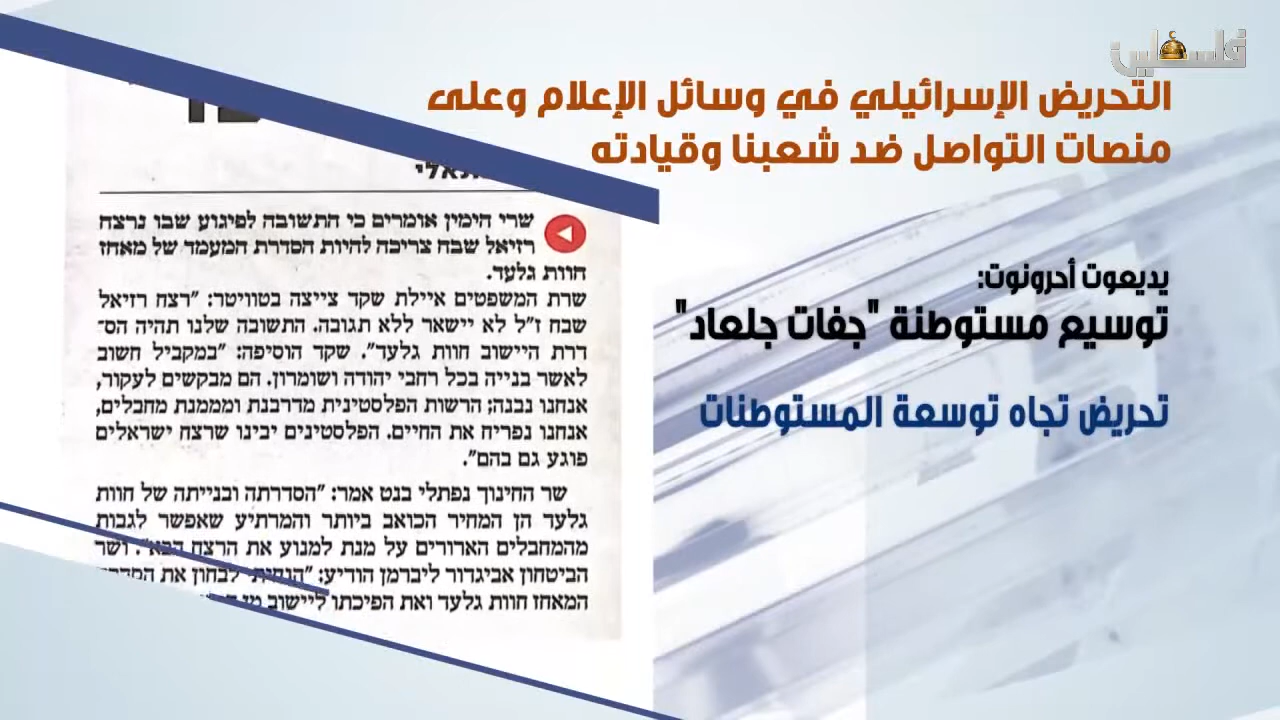 فلسطين
التحريض الإسرائيلي في وسائل الإعلام وعلى
منصات التواصل ضد شعبنا وقيادته
يديعوت أحرونوت:
توسيع مستوطنة "جفات جلعاد"
تحريض تجاه توسعة المستوطنات
שרי הימין אומרים כי התשובה לפיגוע שבו נרצח
רזיאל שבח צריכה להיות הסדרת המעמד של מאחז
חוות גלעד.
שרת המשפטים איילת שקד צייצה בטוויטר: "רצח רזיאל
שבח ז"ל לא יישאר ללא תגובה. התשובה שלנו תהיה הס־
דרת היישוב חוות גלעד". שקד הוסיפה: "במקביל חשוב
לאשר בנייה בכל רחבי יהודה ושומרון. הם מבקשים לעקור,
אנחנו נבנה; הרשות הפלסטינית מדרבנת ומממנת מחבלים,
אנחנו נפריח את החיים. הפלסטינים יבינו שרצח ישראלים
פוגע גם בהם".
שר החינוך נפתלי בנט אמר: "הסדרתה ובנייתה של חוות
גלעד הן המחיר הכואב ביותר והמרתיע שאפשר לגבות
מהמחבלים הארורים על מנת למנוע את הרצח הבא". ושר
הביטחון אביגדור ליברמן הודיע: "הנחיתי לבחון את
המאחז חוות גלעד ואת הפיכתו ליישוב מן